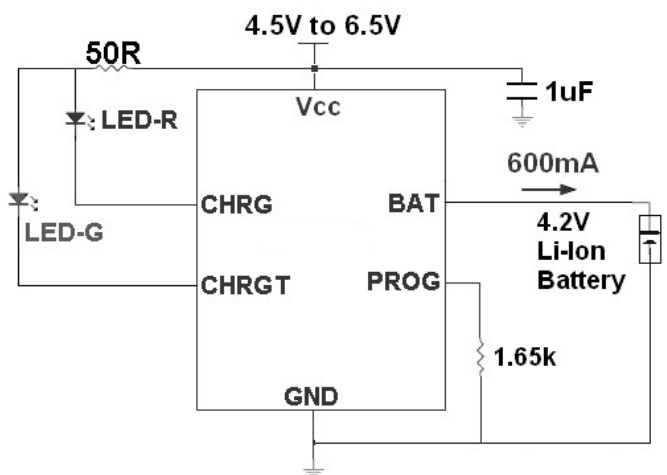 4.5V to 6.5V
50R
Vcc
1uF
LED-R
600mA
CHRG
BAT
4.2V
Li-Ion
Battery
LED-G
CHRGT
PROG
1.65k
GND